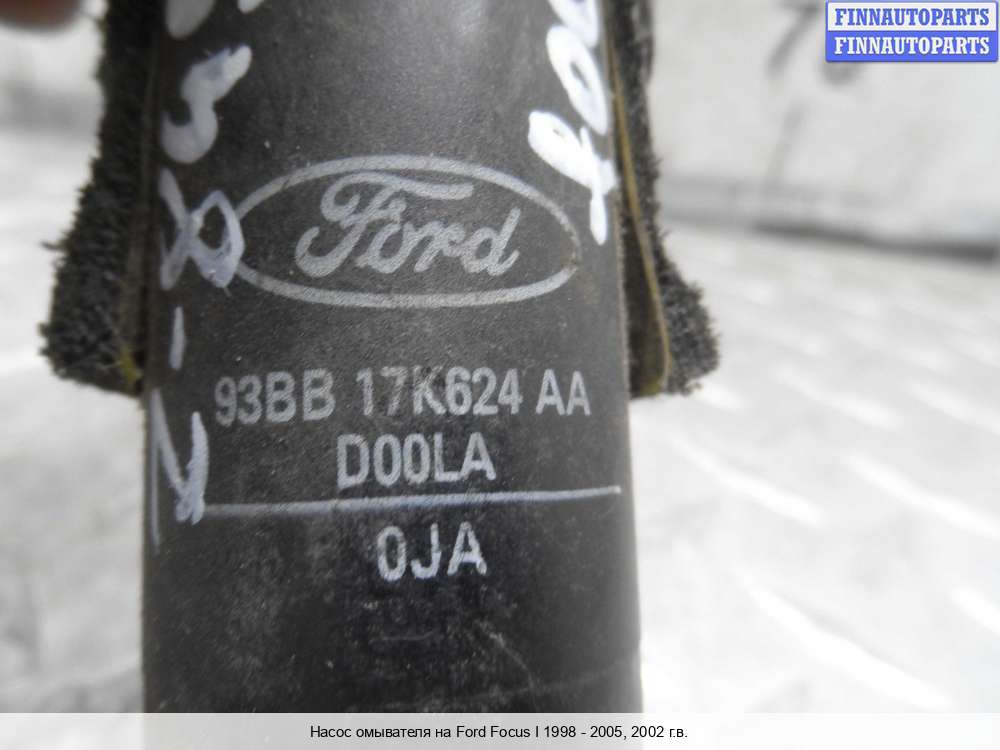 FINNAUTOPARTS
FINNAUTOPARTS
Ford
93BB 17K624 AA
D00LA
0JA
Насос омывателя на Ford Focus I 1998 - 2005, 2002 г.в.